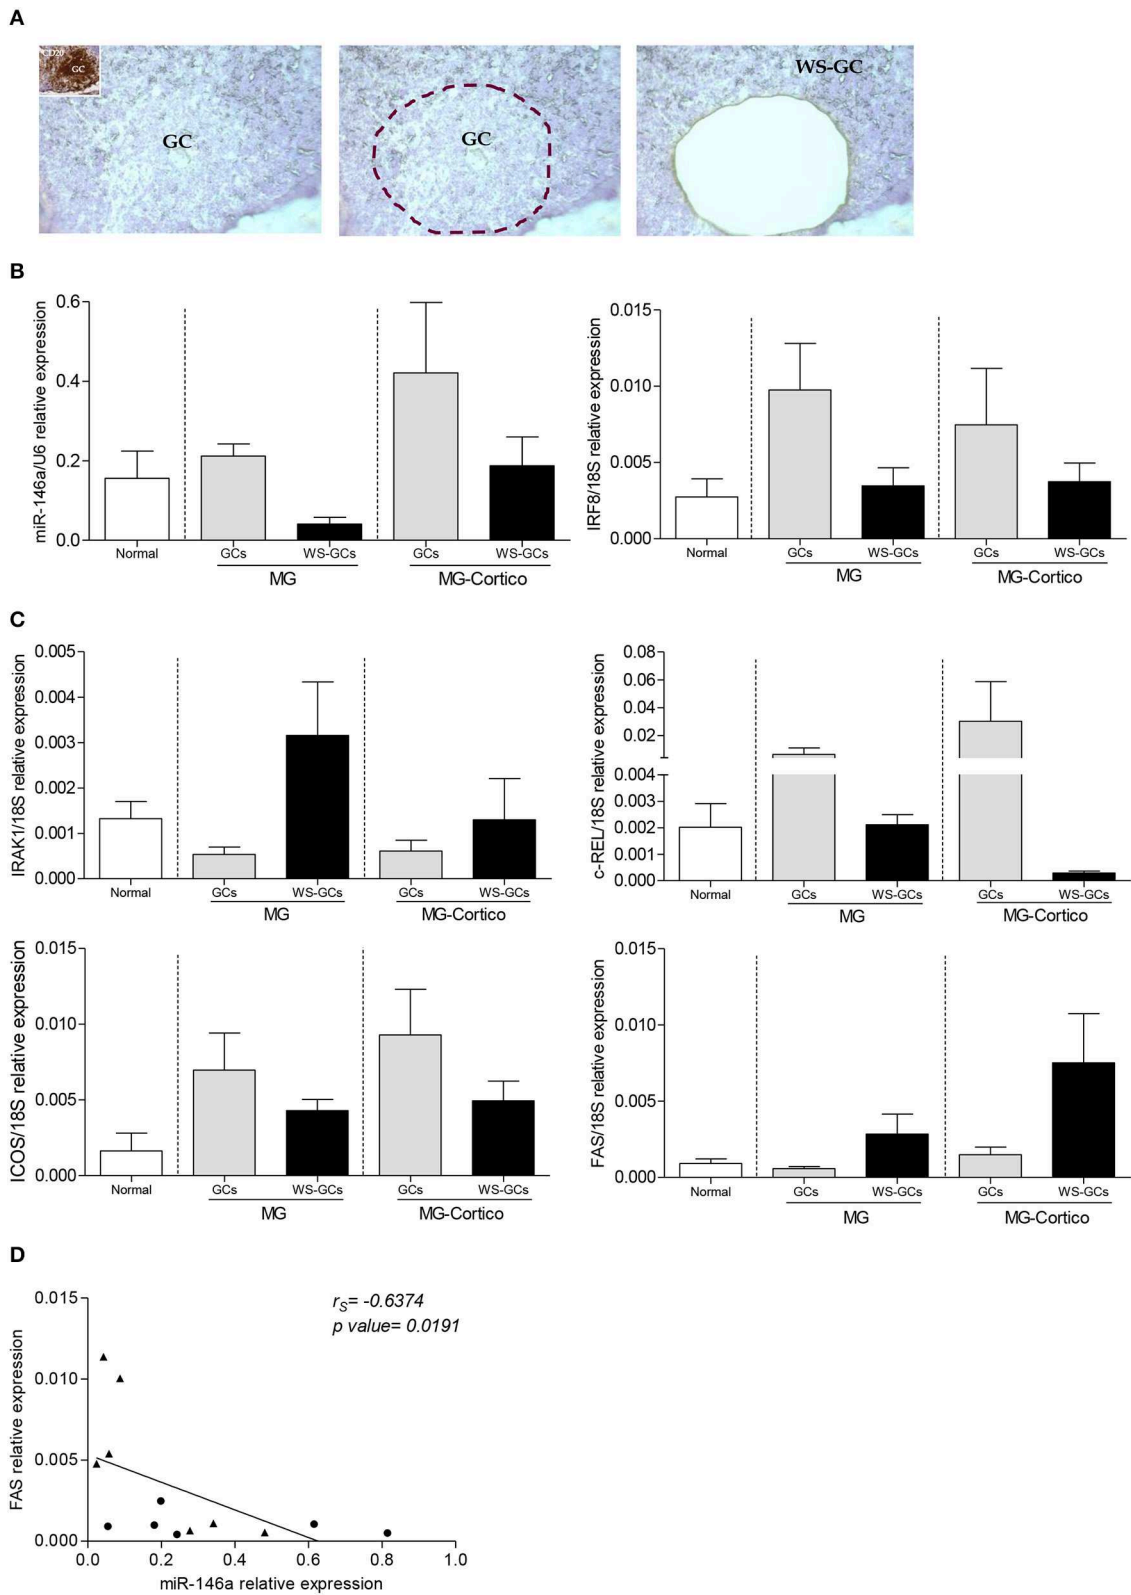 A
CD20
GC
GC
GC
WS-GC
B
miR-146a/U6 relative expression
0.6
0.4
0.2
0.0
Normal
GCs
WS-GCs
GCs
WS-GCs
MG
MG-Cortico
IRF8/18S relative expression
0.015
0.010
0.005
0.000
Normal
GCs
WS-GCs
GCs
WS-GCs
MG
MG-Cortico
C
IRAK1/18S relative expression
0.005
0.004
0.003
0.002
0.001
0.000
Normal
GCs
WS-GCs
GCs
WS-GCs
MG
MG-Cortico
c-REL/18S relative expression
0.08
0.06
0.04
0.02
0.004
0.003
0.002
0.001
0.000
Normal
GCs
WS-GCs
GCs
WS-GCs
MG
MG-Cortico
ICOS/18S relative expression
0.015
0.010
0.005
0.000
Normal
GCs
WS-GCs
GCs
WS-GCs
MG
MG-Cortico
FAS/18S relative expression
0.015
0.010
0.005
0.000
Normal
GCs
WS-GCs
GCs
WS-GCs
MG
MG-Cortico
D
FAS relative expression
0.015
0.010
0.005
0.000
rS= -0.6374
p value= 0.0191
0.0 0.2 0.4 0.6 0.8 1.0
miR-146a relative expression